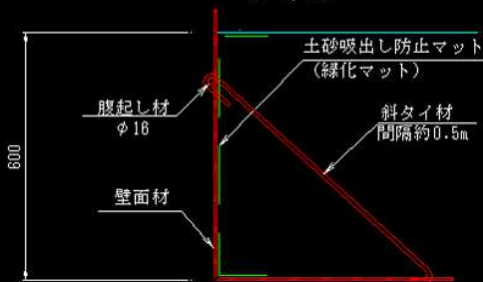 土砂吸出し防止マット
(緑化マット)
腹起し材
φ16
斜タイ材
間隔約0.5m
600
壁面材